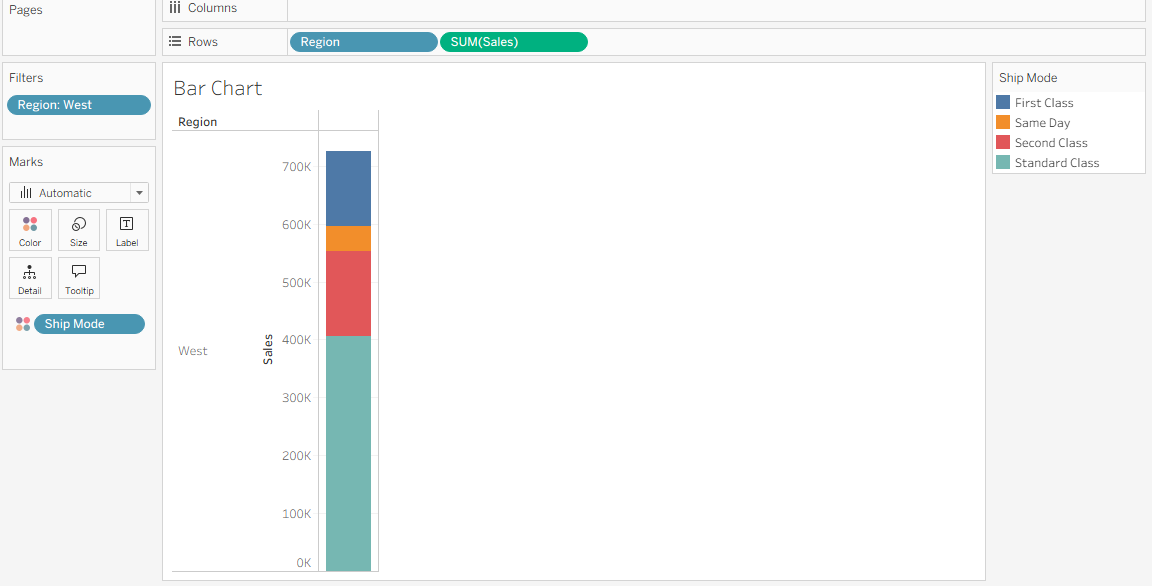 Pages
Columns
Rows
Region
SUM(Sales)
Filters
Region: West
Marks
Automatic
Color
Size
Label
Detail
Tooltip
Ship Mode
Bar Chart
Region
700K
600K
500K
400K
300K
200K
100K
0K
Sales
West
Ship Mode
First Class
Same Day
Second Class
Standard Class